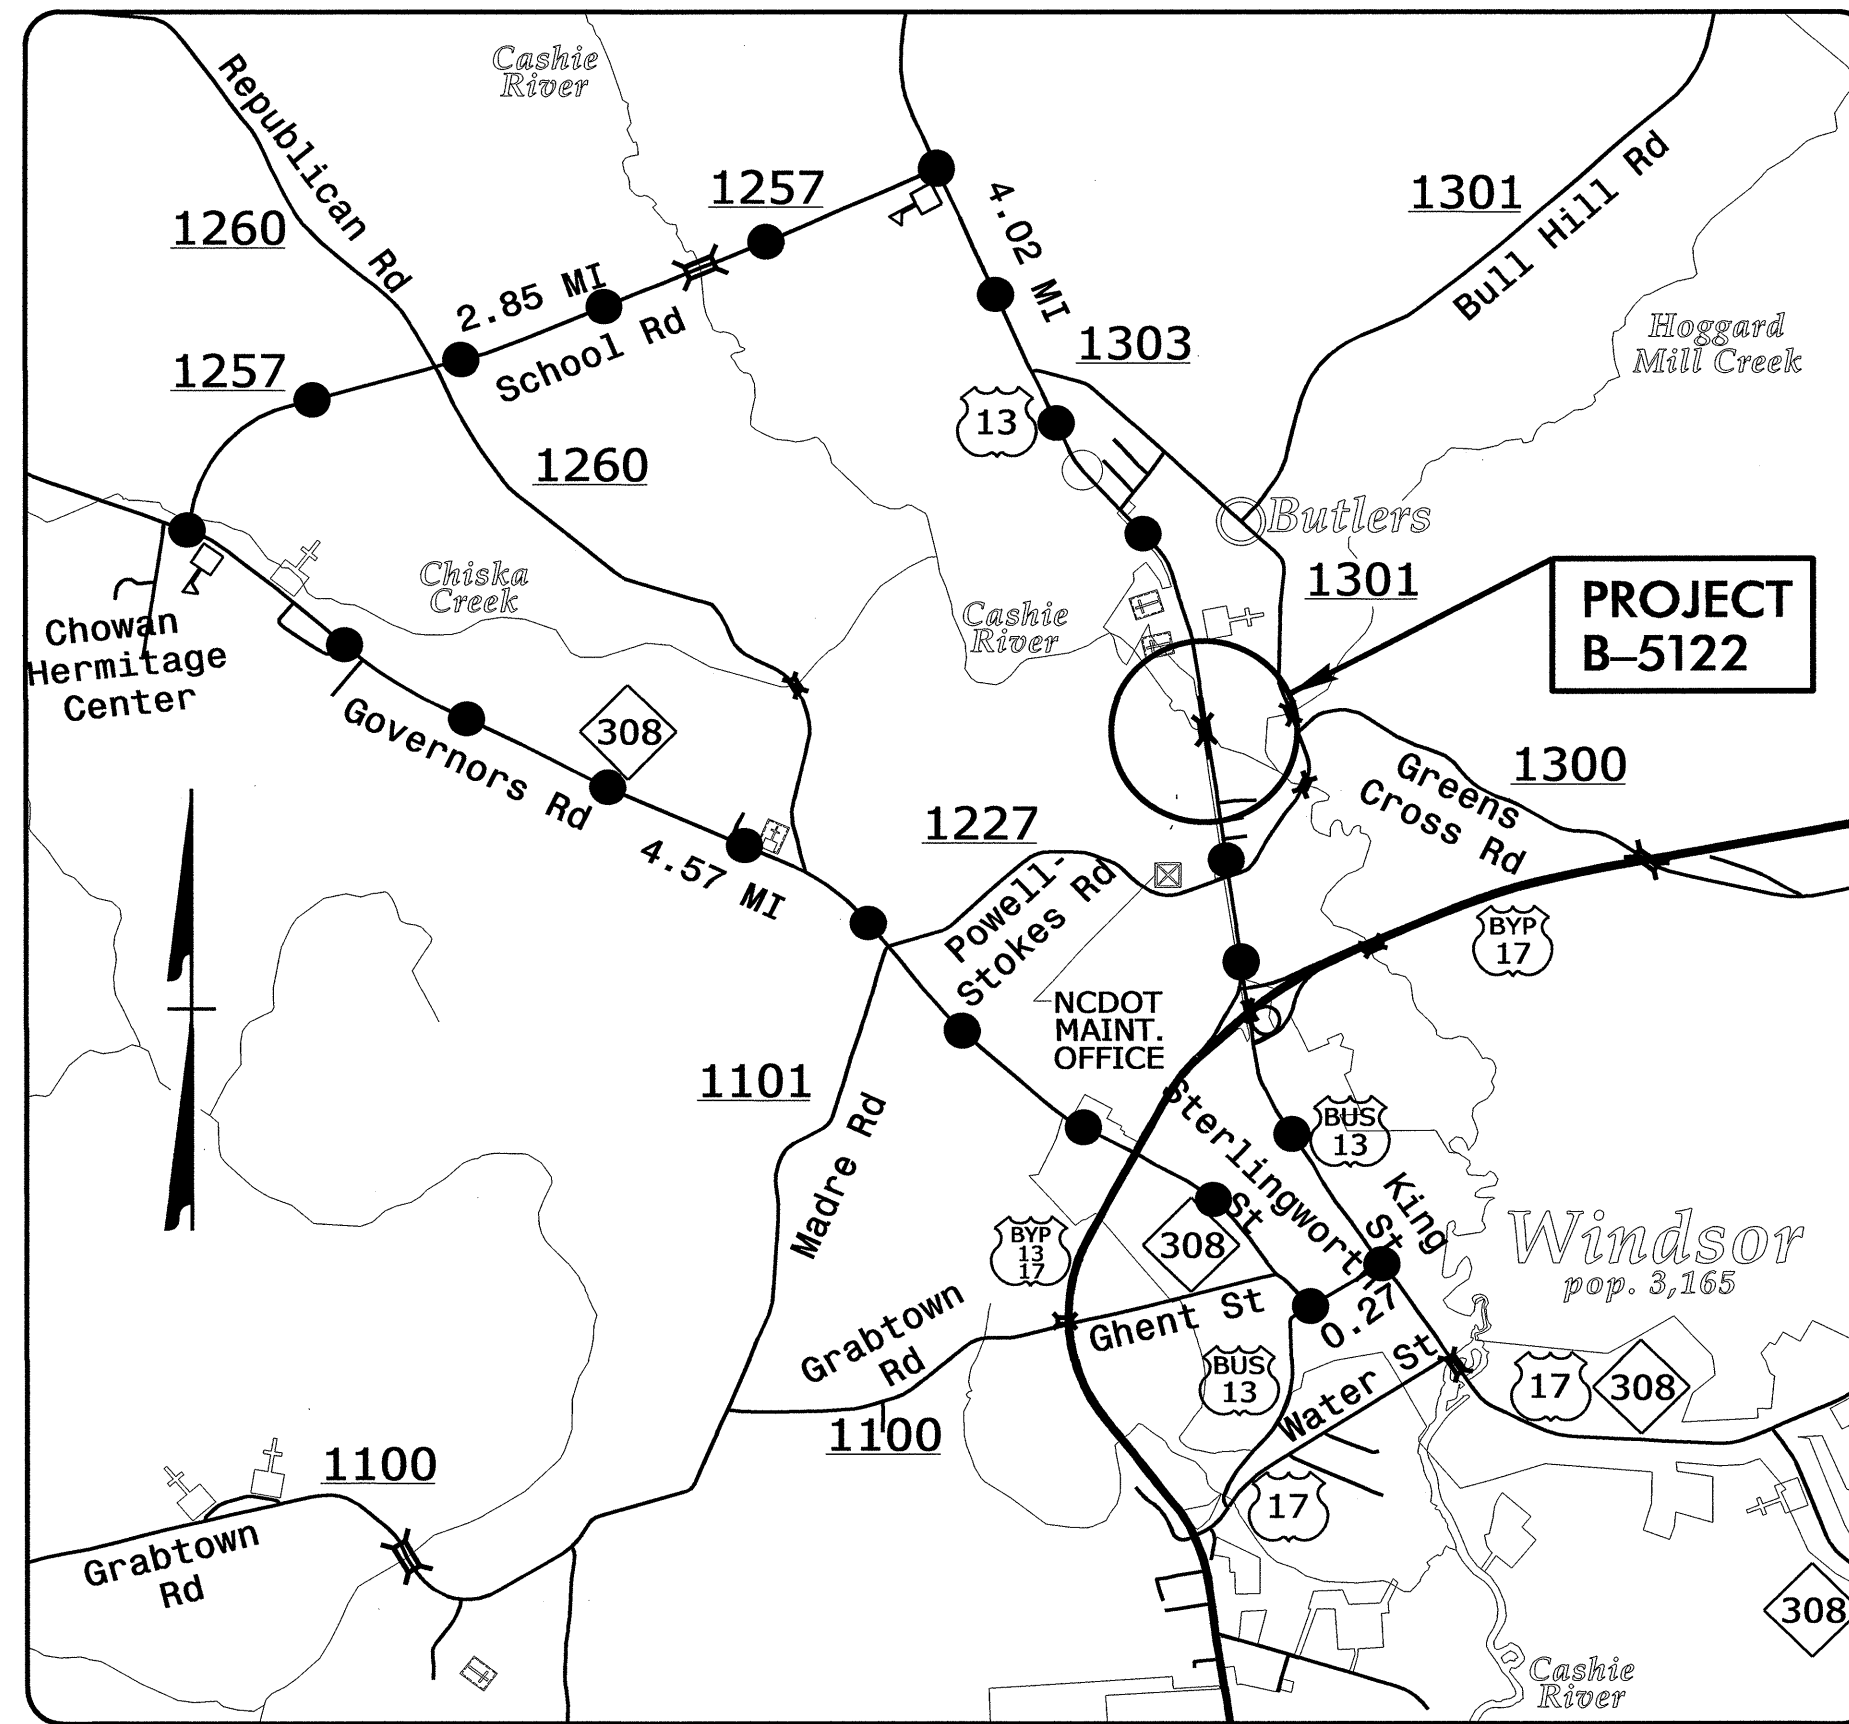 Cashie
River
Republican Rd
1257
1260
4.02 MI
1301
Bull Hill Rd
2.85 MI
School Rd
1303
Hoggard
Mill Creek
1257
13
1260
Butlers
Chiska
Creek
1301
PROJECT
B–5122
Cashie
River
Chowan
Hermitage
Center
Governors Rd
308
1300
Greens
Cross Rd
1227
4.57 MI
Powell-
Stokes Rd
BYP
17
NCDOT
MAINT.
OFFICE
1101
Madre Rd
Sterlingworth
St
BUS
13
King
St
BYP
13
17
308
Windsor
pop. 3,165
Grabtown
Rd
Ghent St
0.27
BUS
13
Water St
17
308
1100
1100
17
Grabtown
Rd
308
Cashie
River